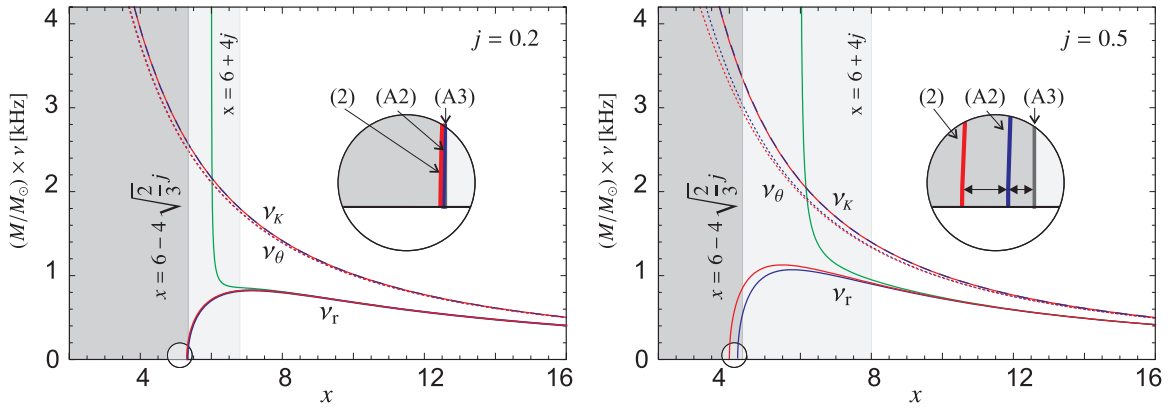 4
3
2
1
0
(M/M⊙) × ν [kHz]
x = 6 + 4j
j = 0.2
(2)
(A2)
(A3)
x = 6 – 4 √2/3 j
ν_K
ν_θ
ν_r
4
8
12
16
x
4
3
2
1
0
(M/M⊙) × ν [kHz]
x = 6 + 4j
j = 0.5
(2)
(A2)
(A3)
x = 6 – 4 √2/3 j
ν_θ
ν_K
ν_r
4
8
12
16
x